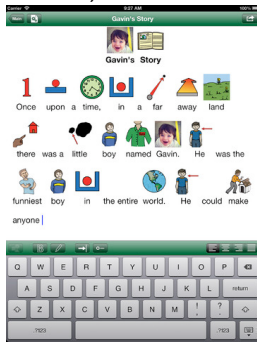 Carrier 9:27 AM 100%
Main Gavin's Story
Gavin's Story
Once upon a time, in a far away land
there was a little boy named Gavin. He was the
funniest boy in the entire world. He could make
anyone
Q W E R T Y U I O P
A S D F G H J K L return
Z X C V B N M ! , ? .
.?123 .?123